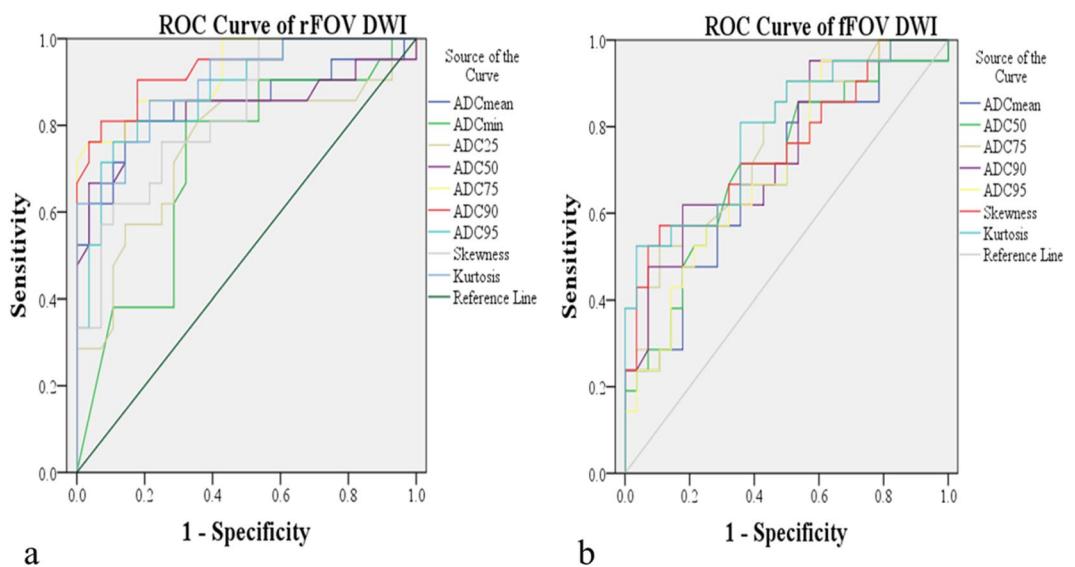 ROC Curve of rFOV DWI
Source of the
Curve
ADCmean
ADCmin
ADC25
ADC50
ADC75
ADC90
ADC95
Skewness
Kurtosis
Reference Line
Sensitivity
1.0
0.8
0.6
0.4
0.2
0.0
0.0 0.2 0.4 0.6 0.8 1.0
1 - Specificity
a
ROC Curve of fFOV DWI
Source of the
Curve
ADCmean
ADC50
ADC75
ADC90
ADC95
Skewness
Kurtosis
Reference Line
Sensitivity
1.0
0.8
0.6
0.4
0.2
0.0
0.0 0.2 0.4 0.6 0.8 1.0
1 - Specificity
b